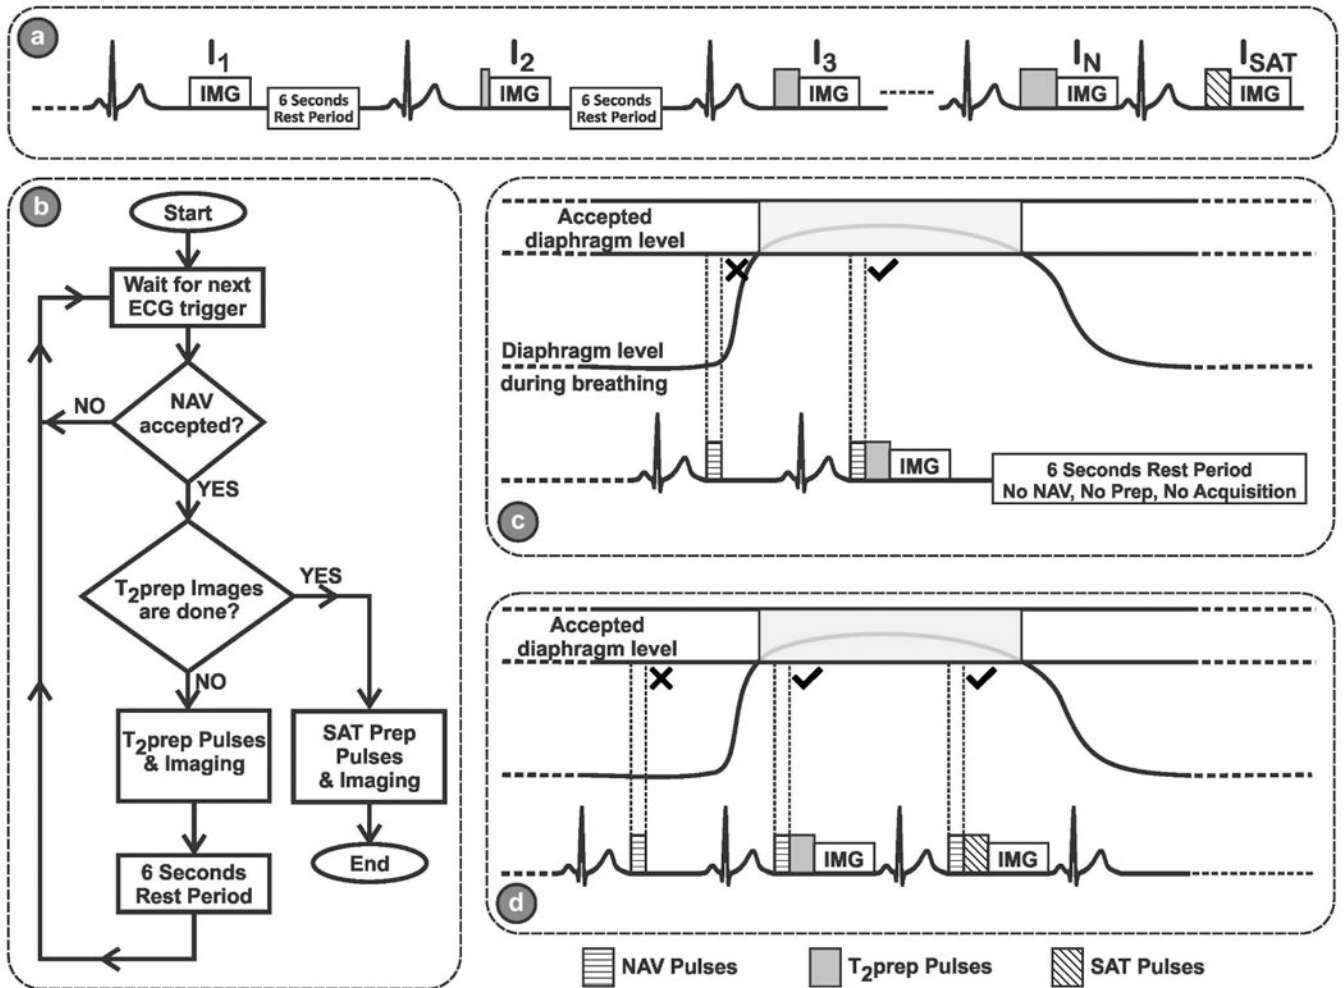 a
I1
IMG
6 Seconds
Rest Period
I2
IMG
6 Seconds
Rest Period
I3
IMG
IN
IMG
ISAT
IMG
b
Start
Wait for next
ECG trigger
NAV
accepted?
NO
YES
T2prep Images
are done?
YES
NO
T2prep Pulses
& Imaging
SAT Prep
Pulses
& Imaging
6 Seconds
Rest Period
End
c
Accepted
diaphragm level
Diaphragm level
during breathing
IMG
6 Seconds Rest Period
No NAV, No Prep, No Acquisition
d
Accepted
diaphragm level
IMG
IMG
NAV Pulses
T2prep Pulses
SAT Pulses